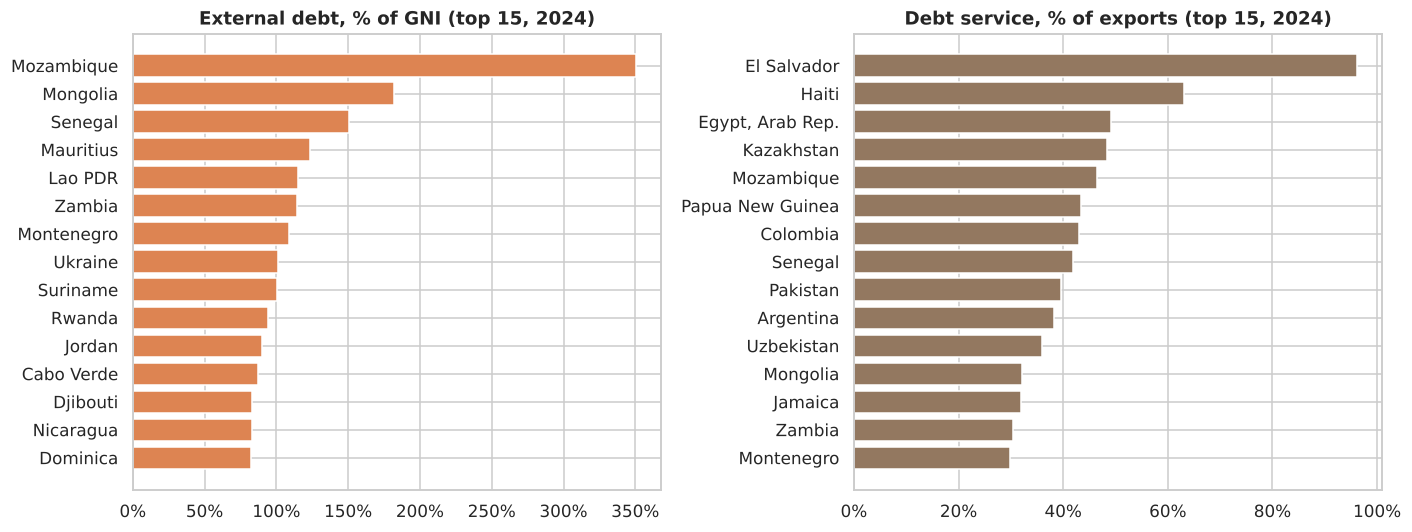 External debt, % of GNI (top 15, 2024)
Mozambique
Mongolia
Senegal
Mauritius
Lao PDR
Zambia
Montenegro
Ukraine
Suriname
Rwanda
Jordan
Cabo Verde
Djibouti
Nicaragua
Dominica
0% 50% 100% 150% 200% 250% 300% 350%
Debt service, % of exports (top 15, 2024)
El Salvador
Haiti
Egypt, Arab Rep.
Kazakhstan
Mozambique
Papua New Guinea
Colombia
Senegal
Pakistan
Argentina
Uzbekistan
Mongolia
Jamaica
Zambia
Montenegro
0% 20% 40% 60% 80% 100%